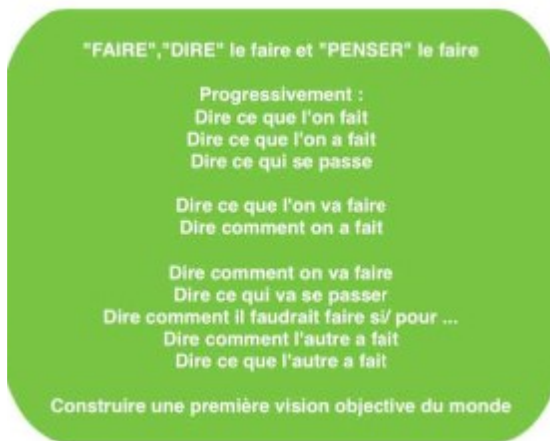 "FAIRE","DIRE" le faire et "PENSER" le faire
Progressivement :
Dire ce que l'on fait
Dire ce que l'on a fait
Dire ce qui se passe
Dire ce que l'on va faire
Dire comment on a fait
Dire comment on va faire
Dire ce qui va se passer
Dire comment il faudrait faire si/ pour ...
Dire comment l'autre a fait
Dire ce que l'autre a fait
Construire une première vision objective du monde